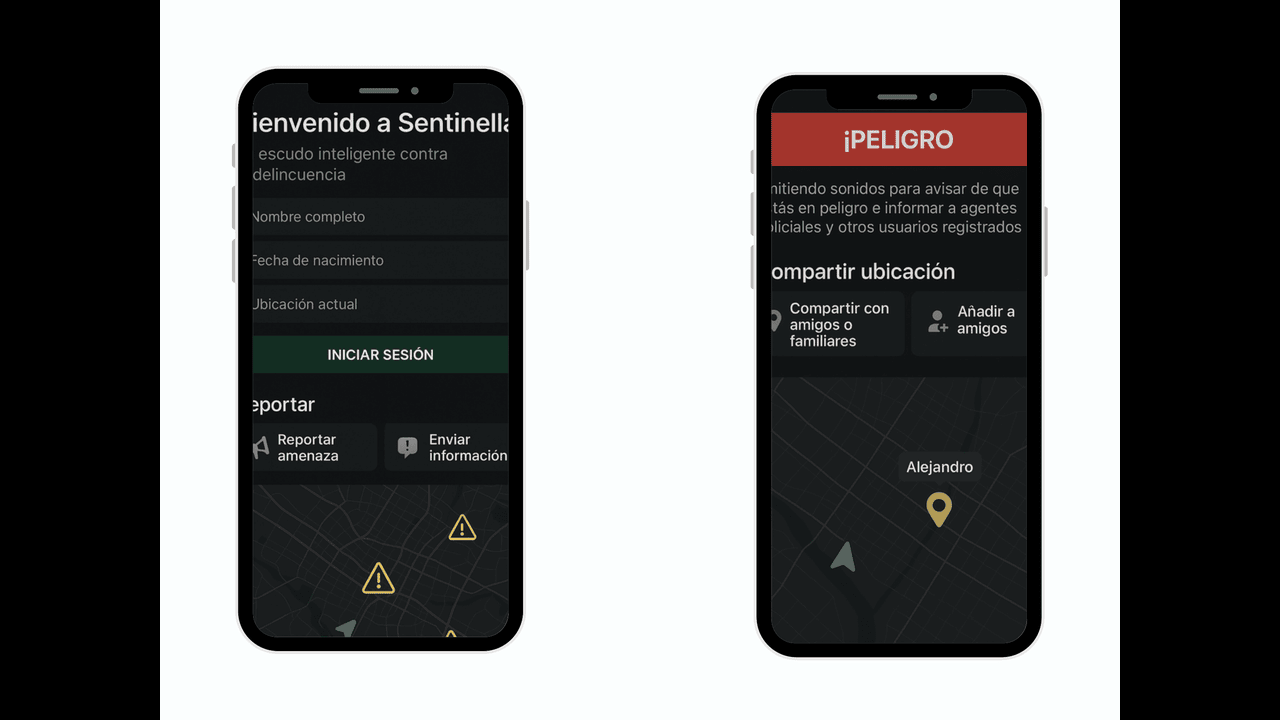 ienvenido a Sentinella
escudo inteligente contra
delincuencia
Nombre completo
Fecha de nacimiento
Ubicación actual
INICIAR SESIÓN
eportar
Reportar
amenaza
Enviar
información
¡PELIGRO
mitiendo sonidos para avisar de que
tás en peligro e informar a agentes
oliciales y otros usuarios registrados
ompartir ubicación
Compartir con
amigos o
familiares
Añadir a
amigos
Alejandro